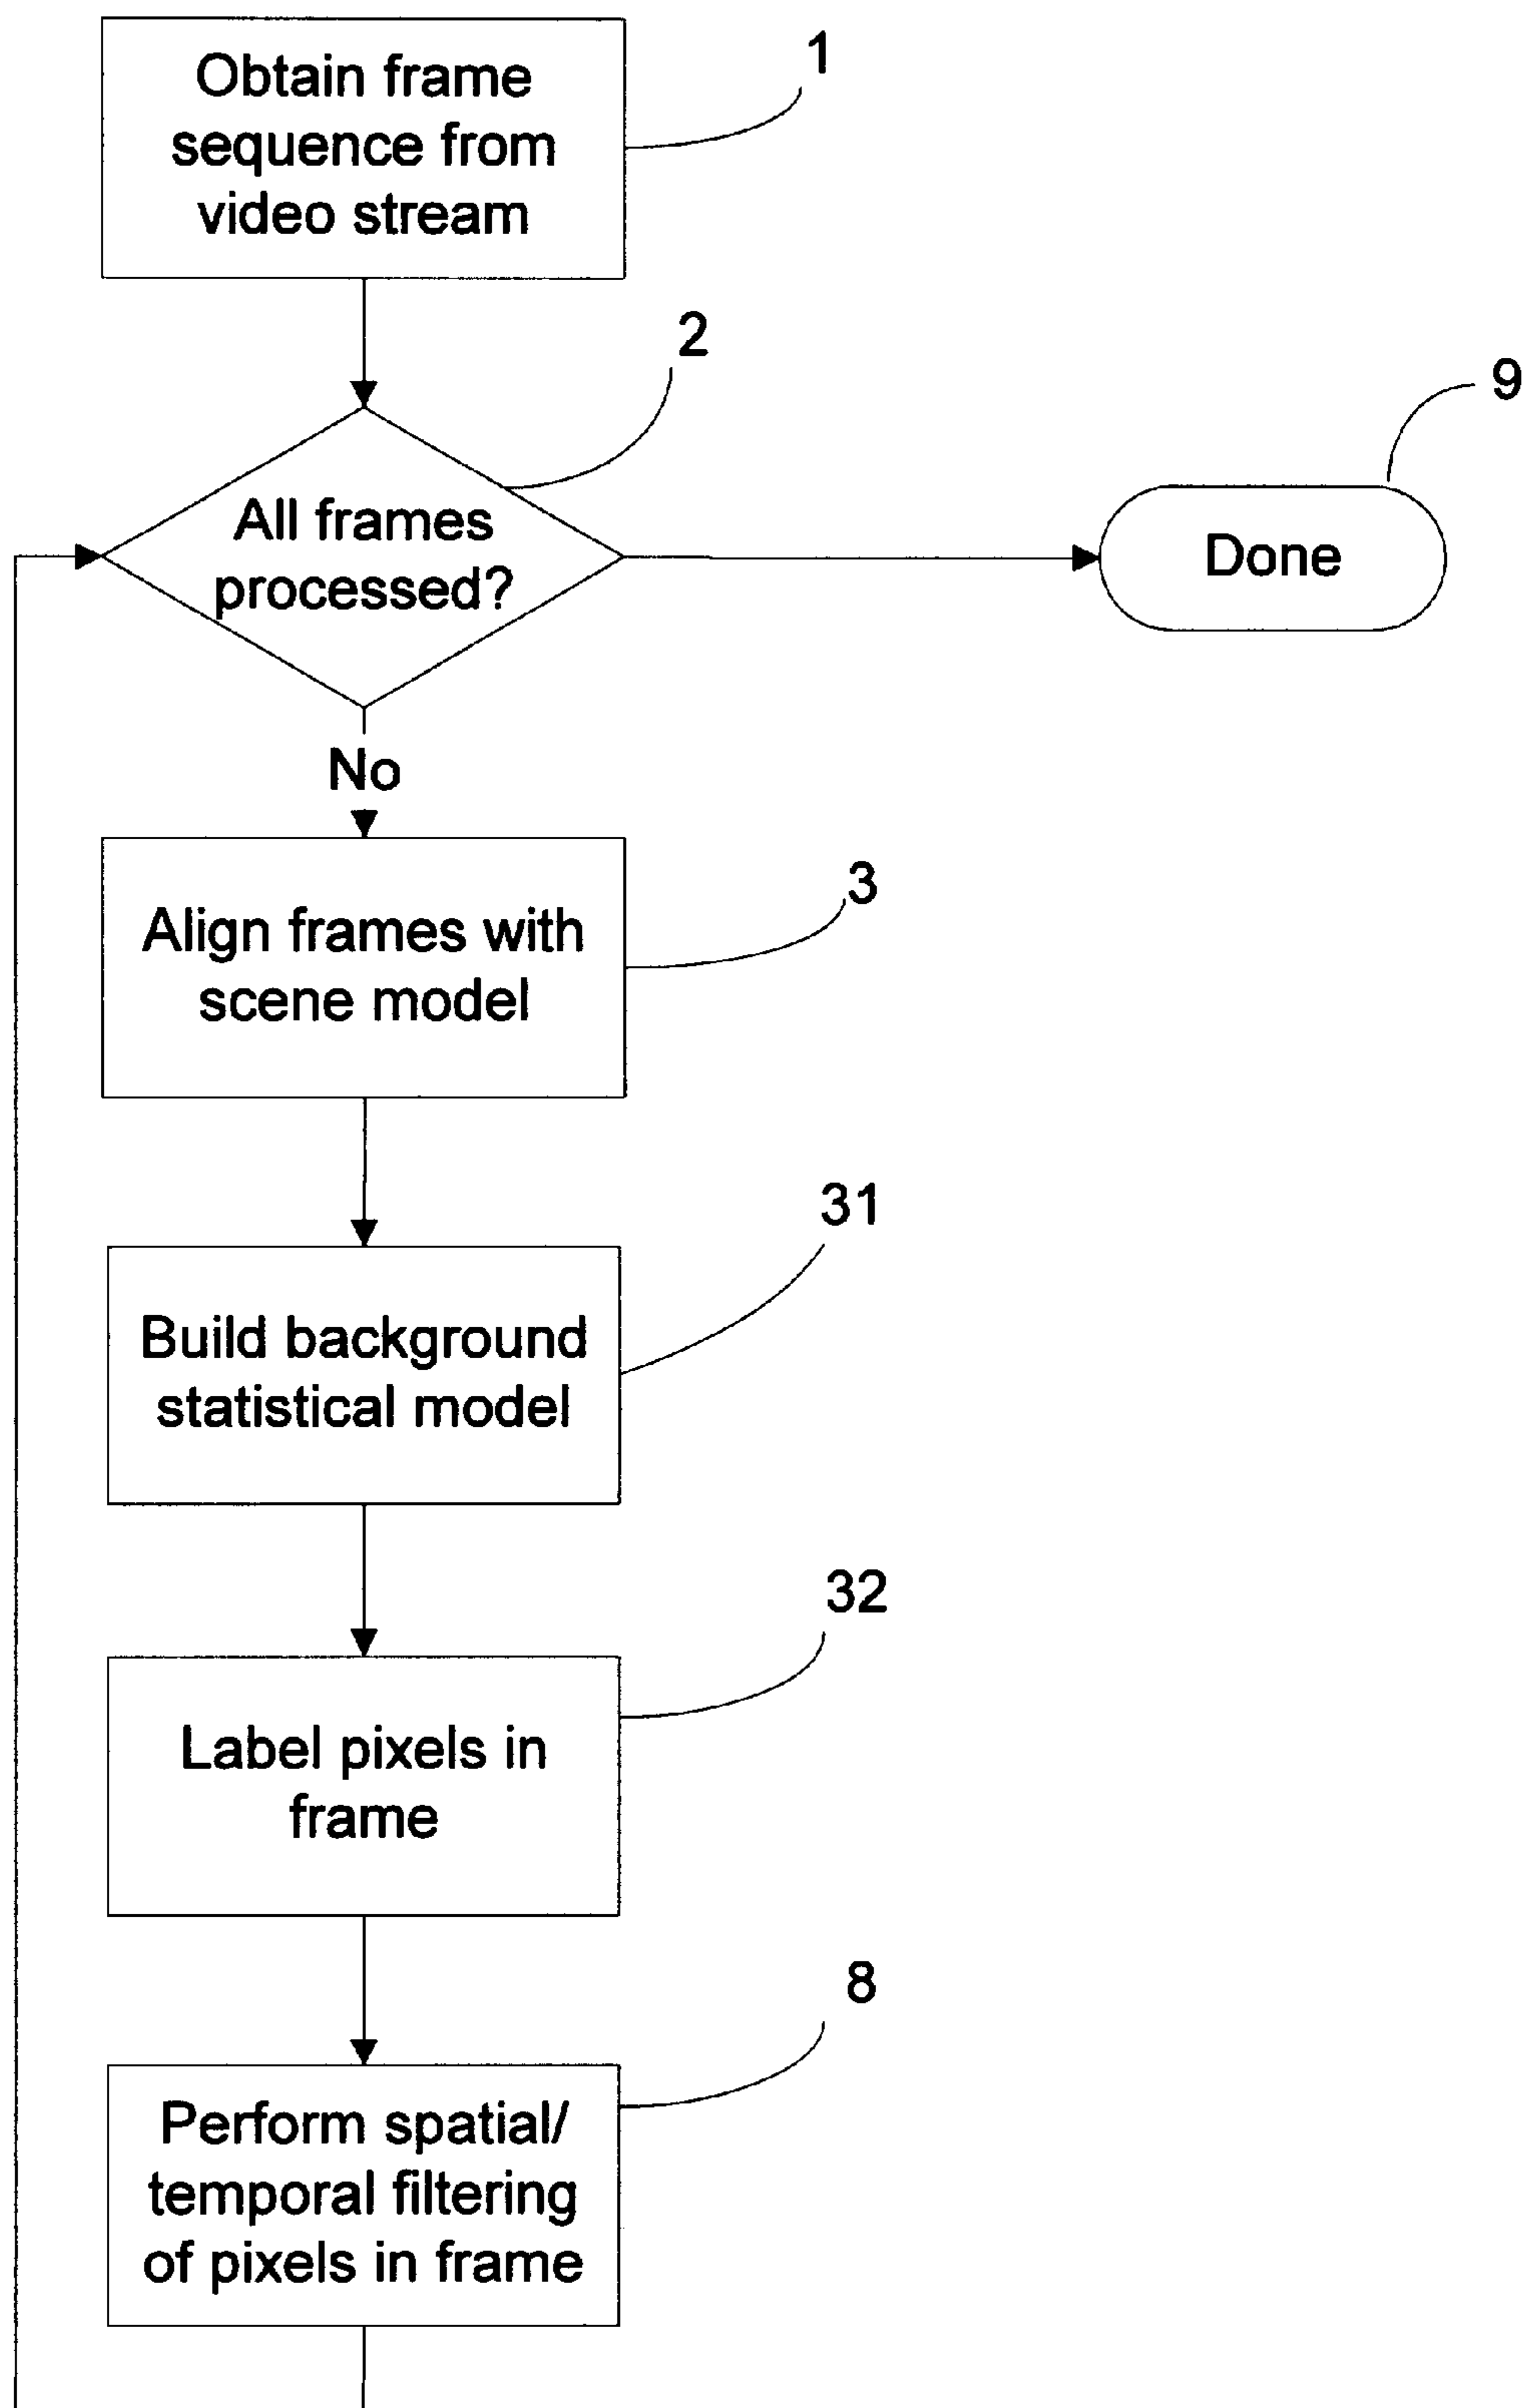 Obtain frame
sequence from
video stream
1
2
All frames
processed?
9
Done
No
Align frames with
scene model
3
31
Build background
statistical model
32
Label pixels in
frame
8
Perform spatial/
temporal filtering
of pixels in frame